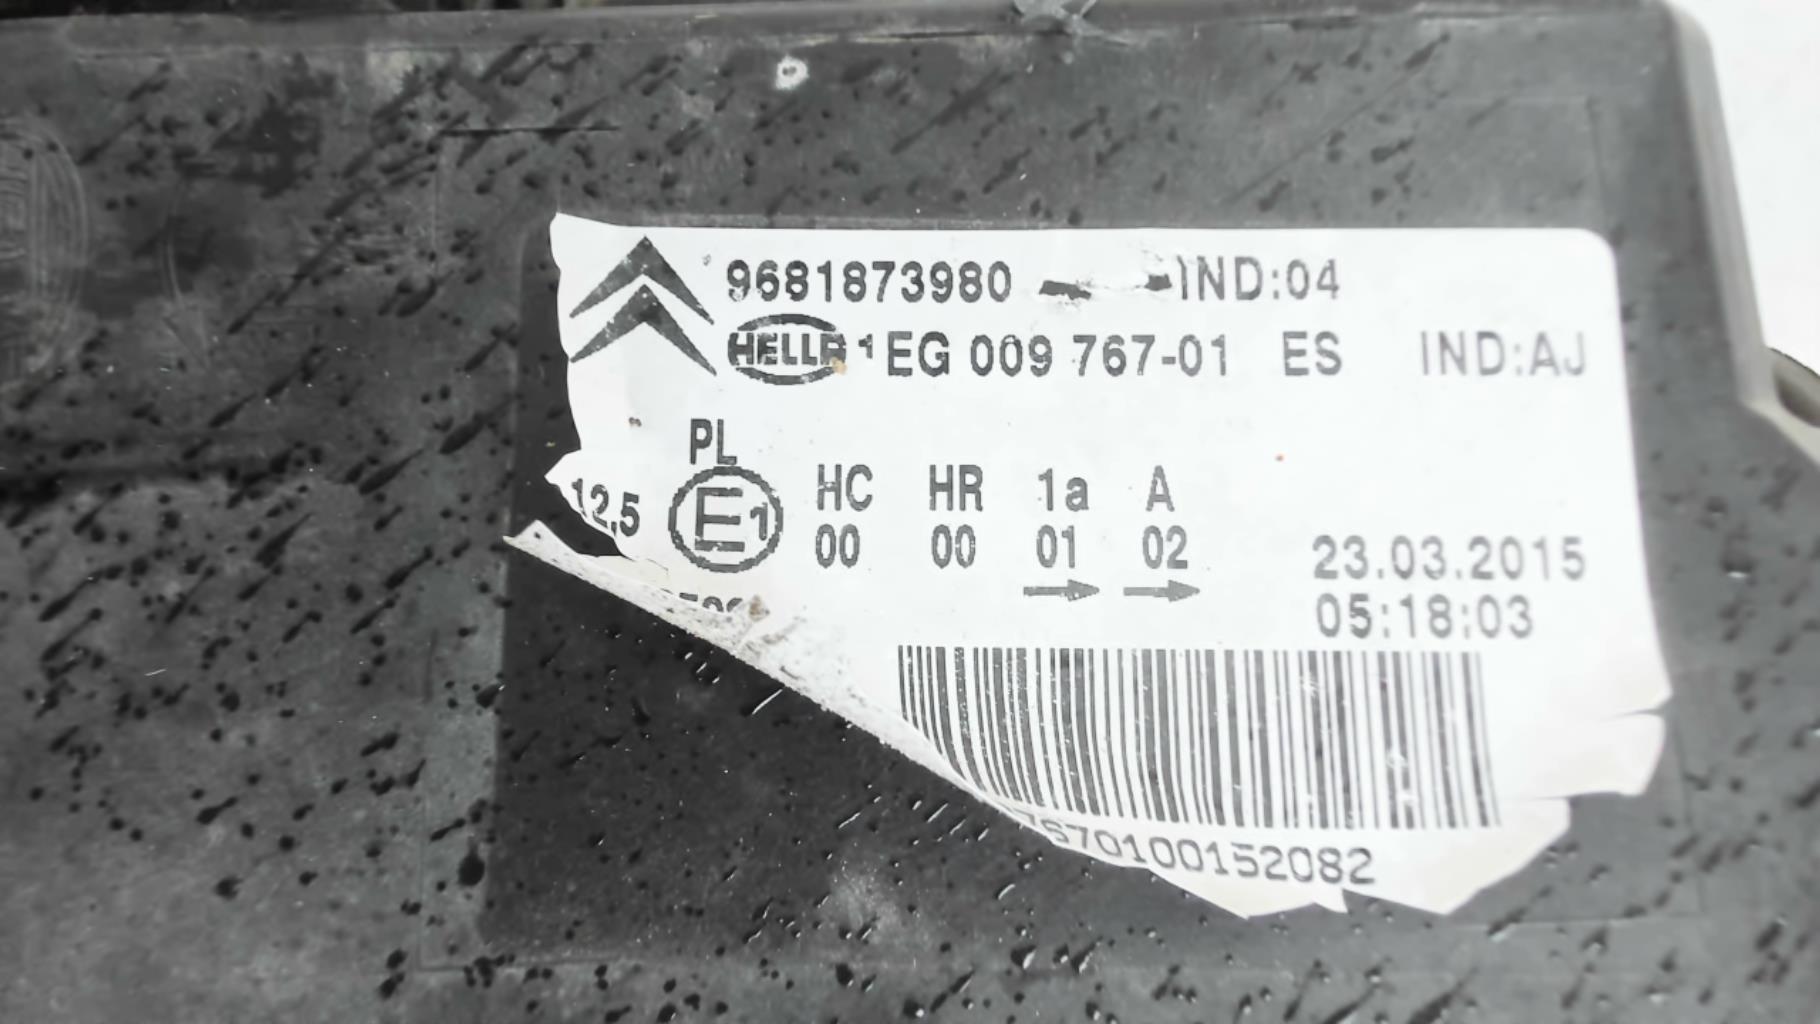 9681873980 IND:04
HELLA 1EG 009 767-01 ES IND:AJ
PL
12,5 E1 HC HR 1a A
00 00 01 02
23.03.2015
05:18:03
7670100152082